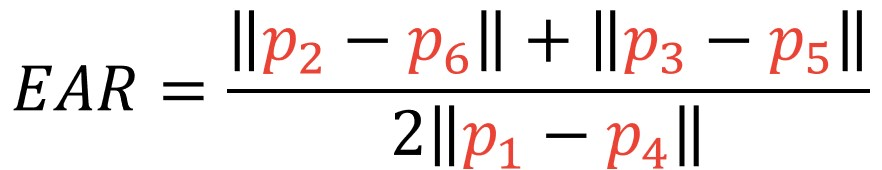 EAR = (‖p₂ − p₆‖ + ‖p₃ − p₅‖) / (2‖p₁ − p₄‖)